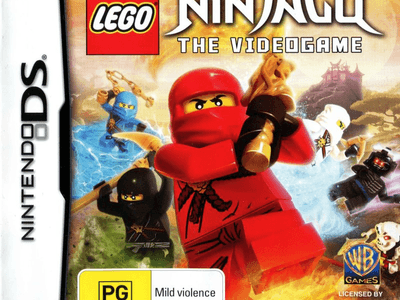 LEGO
NINJAGO
THE VIDEOGAME
NINTENDO DS
PG
Mild violence
WB
GAMES
LICENSED BY